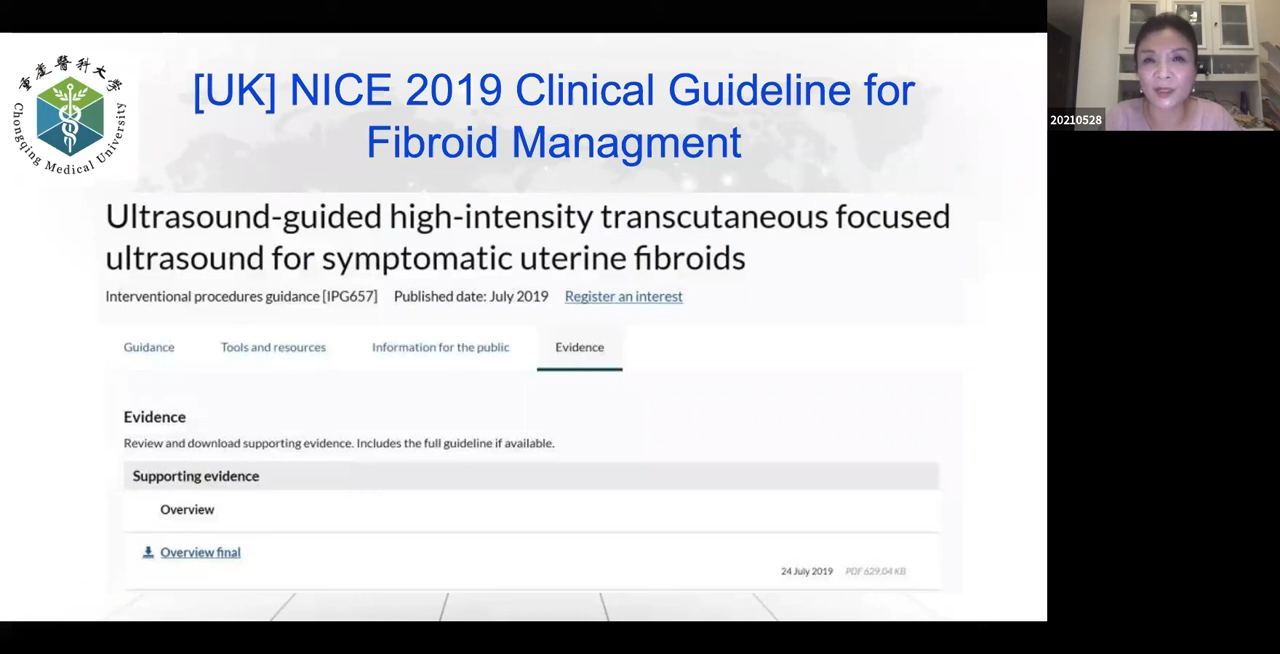 重慶醫科大學
Chongqing Medical University
[UK] NICE 2019 Clinical Guideline for
Fibroid Managment
20210528
Ultrasound-guided high-intensity transcutaneous focused
ultrasound for symptomatic uterine fibroids
Interventional procedures guidance [IPG657] Published date: July 2019 Register an interest
Guidance Tools and resources Information for the public Evidence
Evidence
Review and download supporting evidence. Includes the full guideline if available.
Supporting evidence
Overview
Overview final
24 July 2019 PDF 629.04 KB